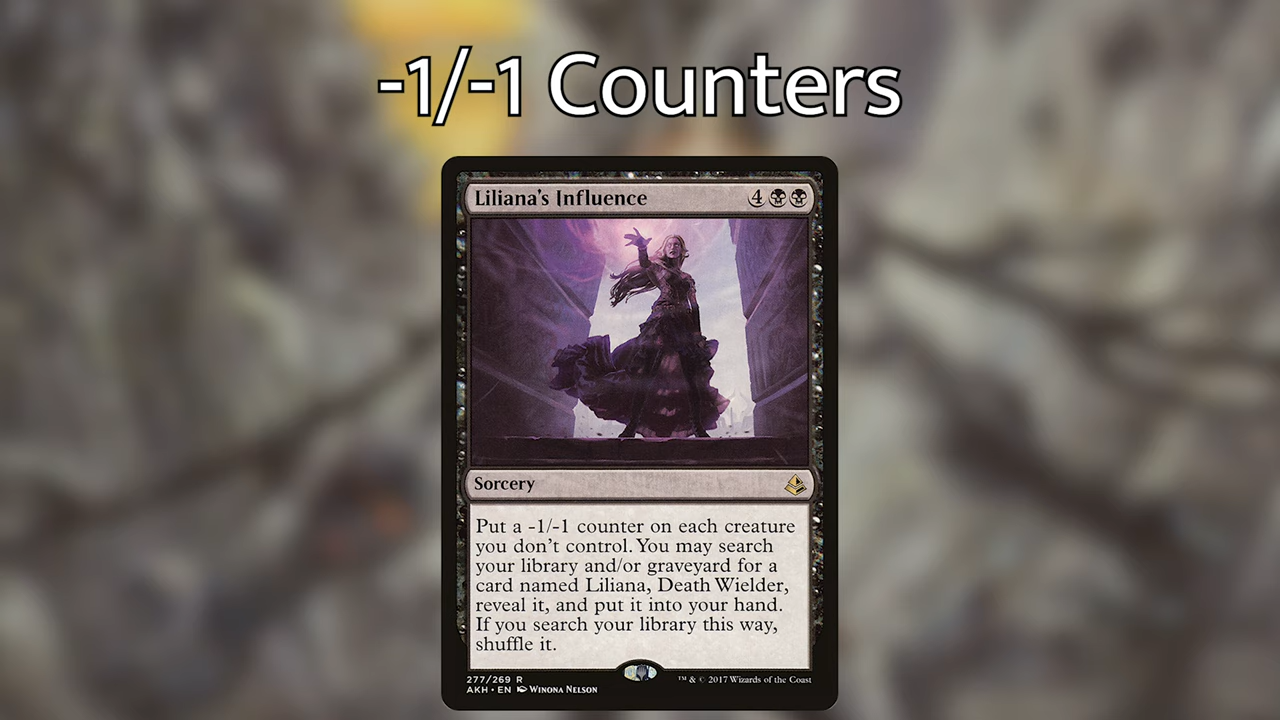 -1/-1 Counters
Liliana's Influence 4
Sorcery
Put a -1/-1 counter on each creature
you don't control. You may search
your library and/or graveyard for a
card named Liliana, Death Wielder,
reveal it, and put it into your hand.
If you search your library this way,
shuffle it.
277/269 R
AKH • EN Winona Nelson
™ & © 2017 Wizards of the Coast